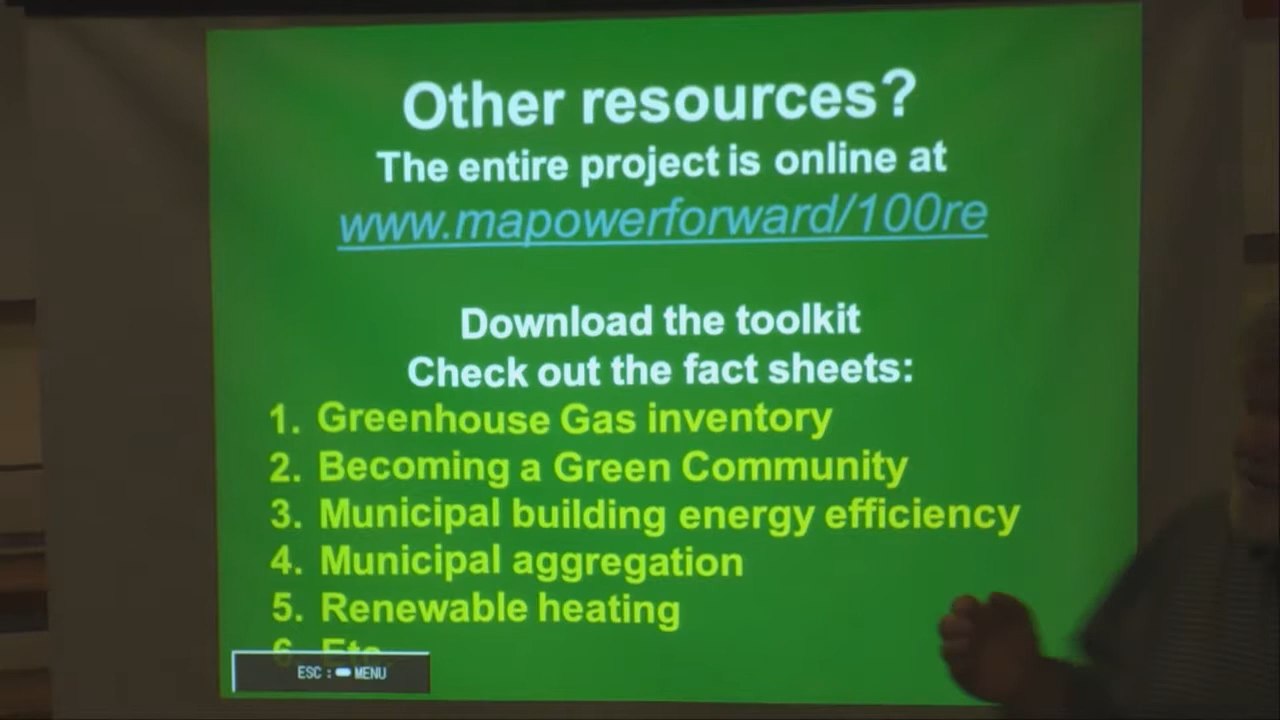 Other resources?
The entire project is online at
www.mapowerforward/100re
Download the toolkit
Check out the fact sheets:
1. Greenhouse Gas inventory
2. Becoming a Green Community
3. Municipal building energy efficiency
4. Municipal aggregation
5. Renewable heating
6. Etc.
ESC : MENU